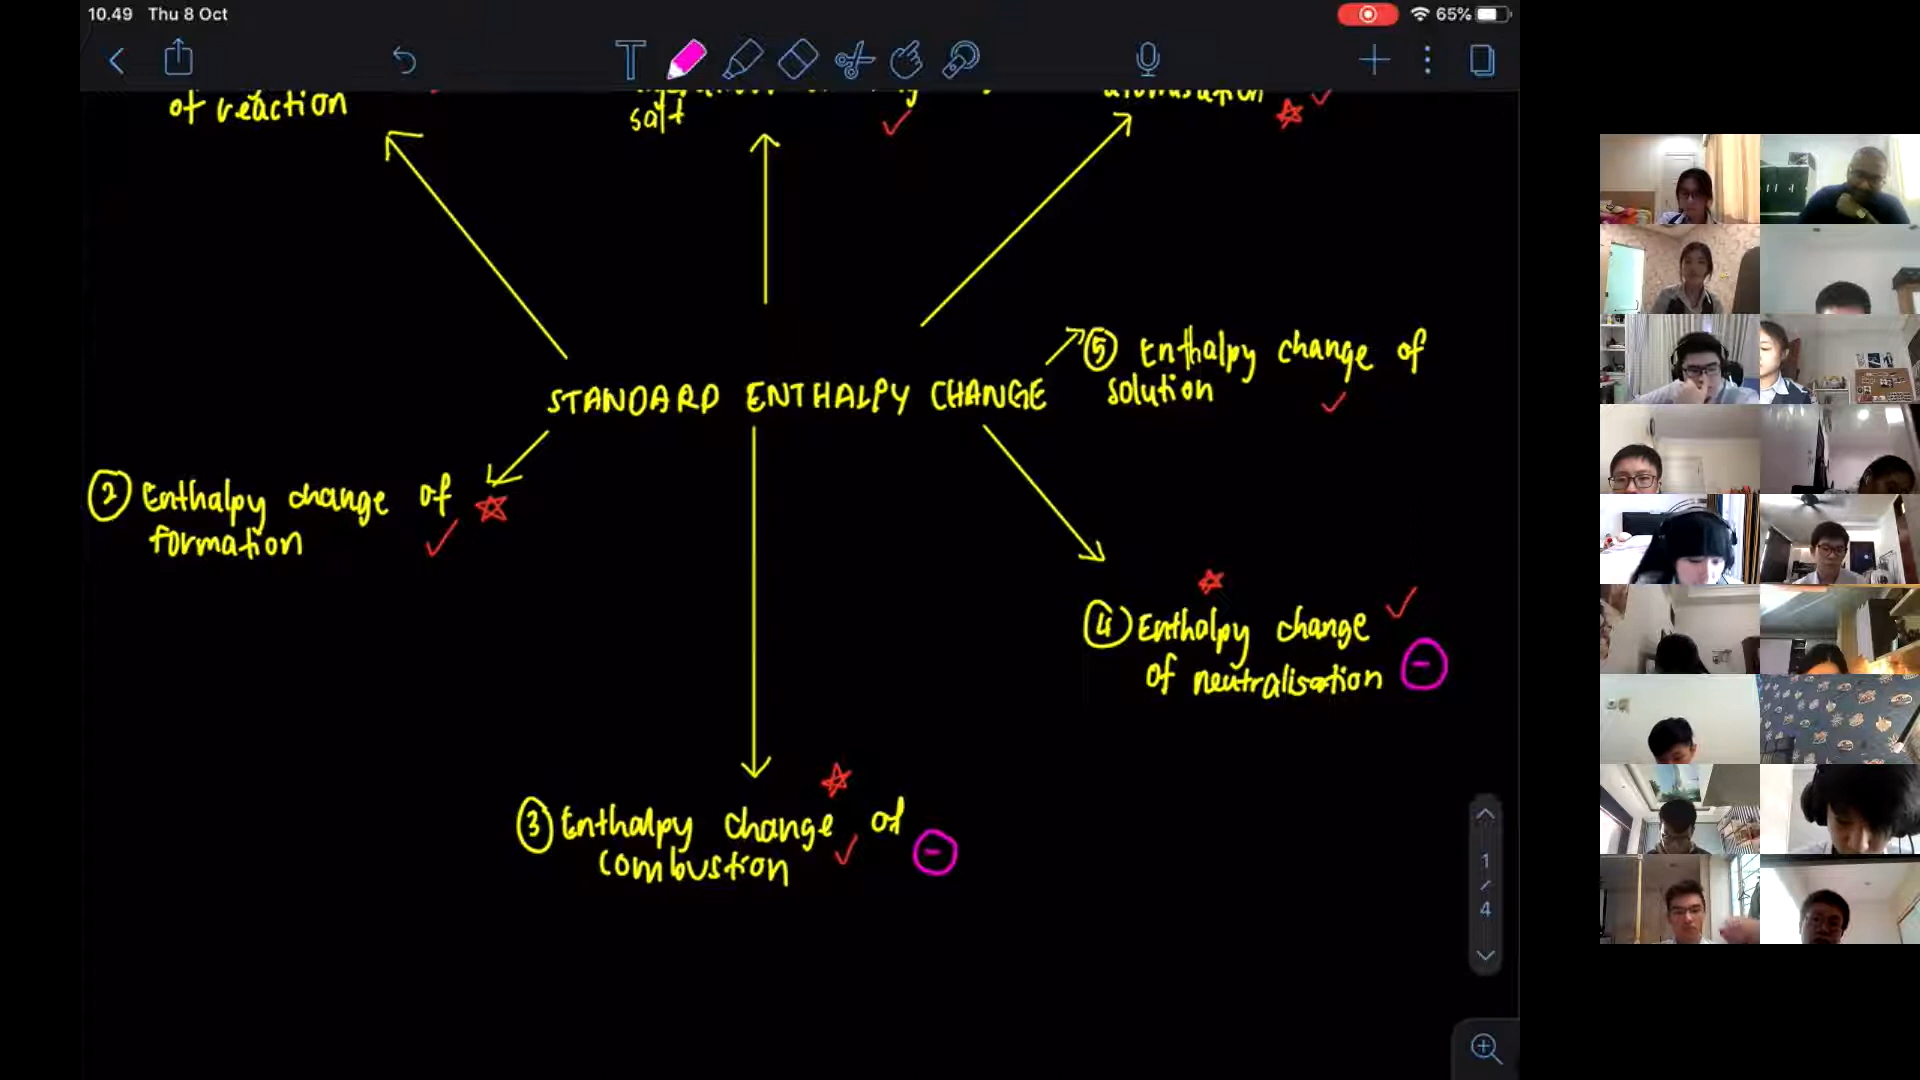 10.49 Thu 8 Oct
65%
T
of reaction
salt
② Enthalpy change of
formation
STANDARD ENTHALPY CHANGE
⑤ Enthalpy change of
solution
④ Enthalpy change
of neutralisation
-
③ Enthalpy change of
combustion
-
1
/
4